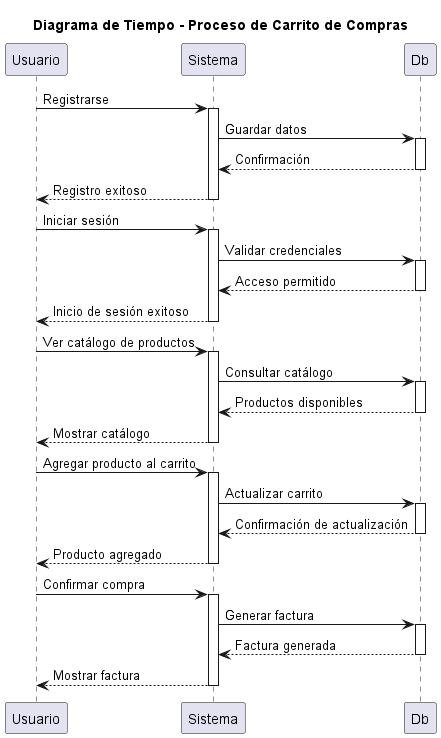 Diagrama de Tiempo - Proceso de Carrito de Compras
Usuario Sistema Db
Registrarse
Guardar datos
Confirmación
Registro exitoso
Iniciar sesión
Validar credenciales
Acceso permitido
Inicio de sesión exitoso
Ver catálogo de productos
Consultar catálogo
Productos disponibles
Mostrar catálogo
Agregar producto al carrito
Actualizar carrito
Confirmación de actualización
Producto agregado
Confirmar compra
Generar factura
Factura generada
Mostrar factura
Usuario Sistema Db